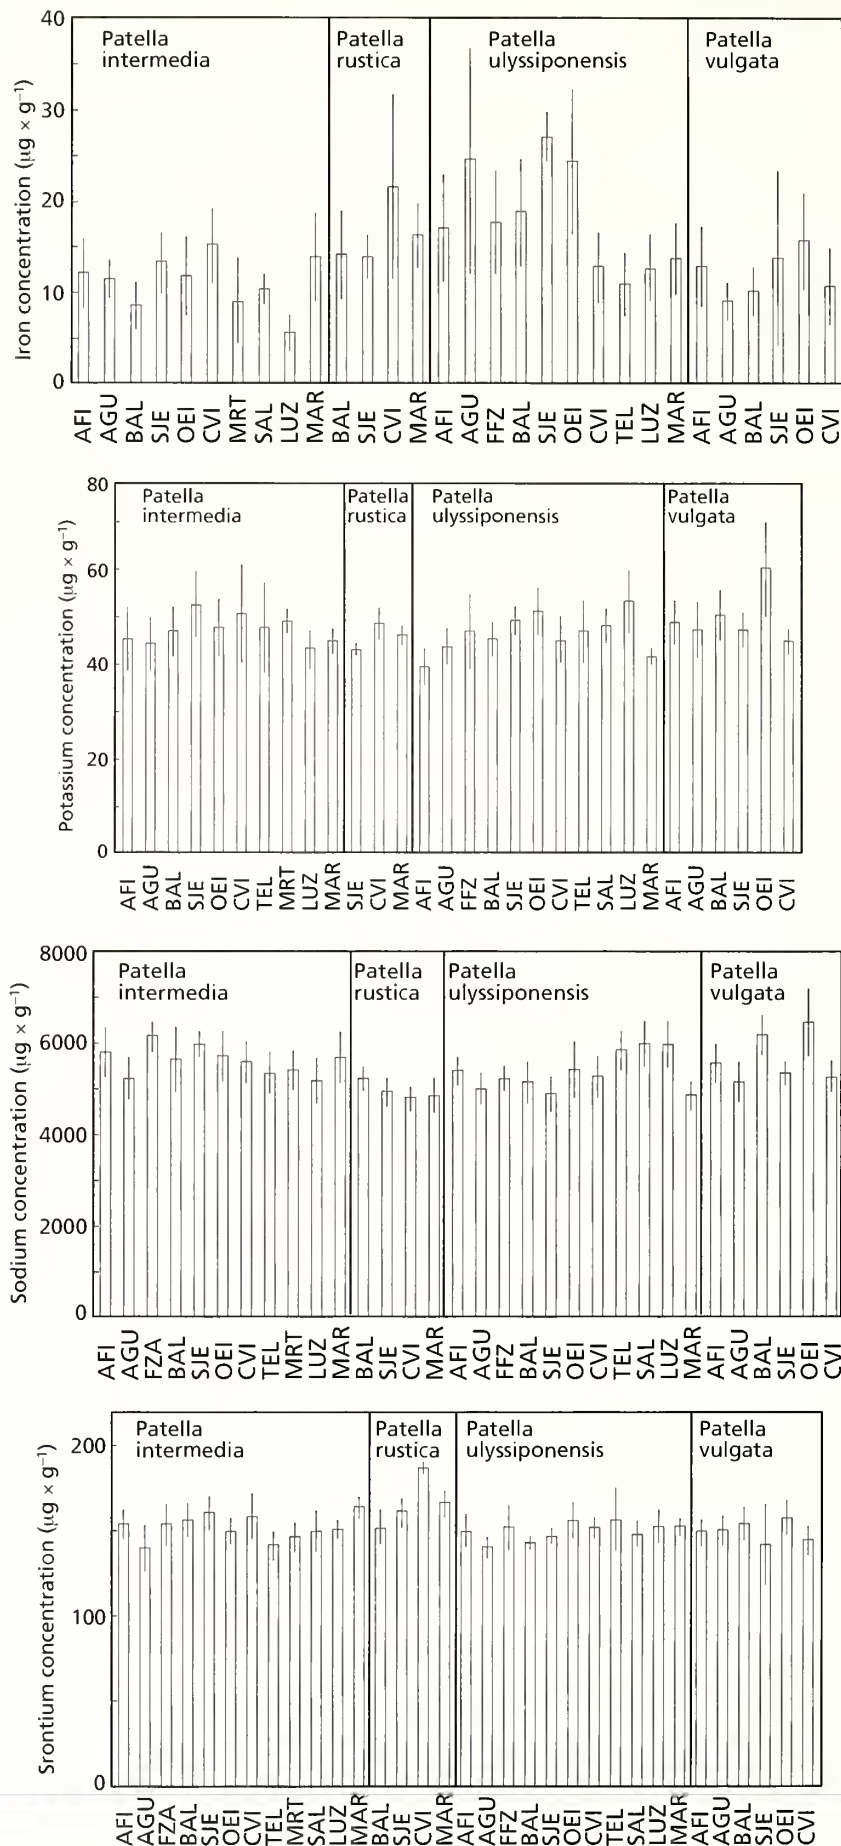 40
30
20
10
0
Iron concentration (µg × g⁻¹)
Patella
intermedia
Patella
rustica
Patella
ulyssiponensis
Patella
vulgata
AFI AGU BAL SJE OEI CVI MRT SAL LUZ MAR BAL SJE CVI MAR AFI AGU FFZ BAL SJE OEI CVI TEL LUZ MAR AFI AGU BAL SJE OEI CVI
80
60
40
20
0
Potassium concentration (µg × g⁻¹)
Patella
intermedia
Patella
rustica
Patella
ulyssiponensis
Patella
vulgata
AFI AGU BAL SJE OEI CVI TEL MRT LUZ MAR SJE CVI MAR AFI AGU FFZ BAL SJE OEI CVI TEL SAL LUZ MAR AFI AGU BAL SJE OEI CVI
8000
6000
4000
2000
0
Sodium concentration (µg × g⁻¹)
Patella
intermedia
Patella
rustica
Patella
ulyssiponensis
Patella
vulgata
AFI AGU FZA BAL SJE OEI CVI TEL MRT LUZ MAR BAL SJE CVI MAR AFI AGU FFZ BAL SJE OEI CVI TEL SAL LUZ MAR AFI AGU BAL SJE OEI CVI
200
100
0
Srontium concentration (µg × g⁻¹)
Patella
intermedia
Patella
rustica
Patella
ulyssiponensis
Patella
vulgata
AFI AGU FZA BAL SJE OEI CVI TEL MRT SAL LUZ MAR BAL SJE CVI MAR AFI AGU FFZ BAL SJE OEI CVI TEL SAL LUZ MAR AFI AGU BAL SJE OEI CVI